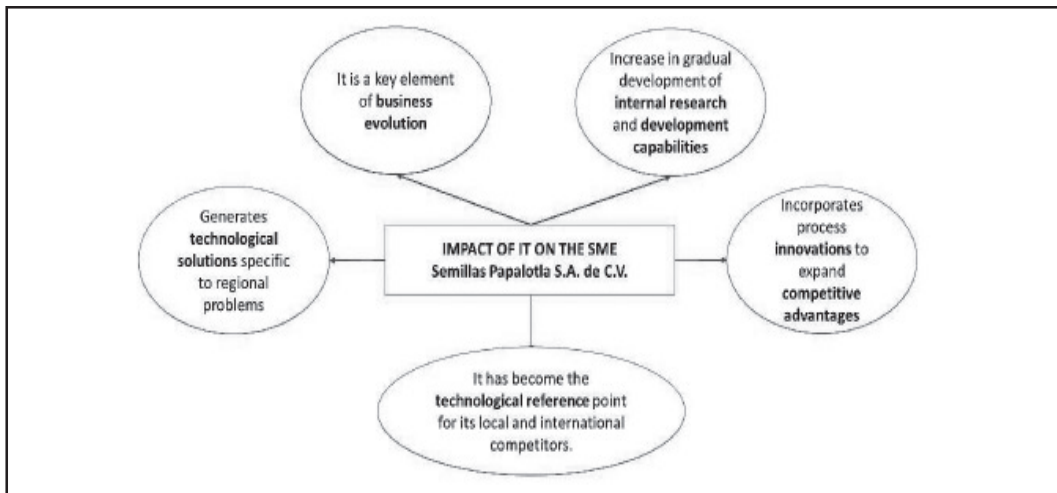 It is a key element
of business
evolution
Increase in gradual
development of
internal research
and development
capabilities
Generates
technological
solutions specific
to regional
problems
IMPACT OF IT ON THE SME
Semillas Papalotla S.A. de C.V.
Incorporates
process
innovations to
expand
competitive
advantages
It has become the
technological reference point
for its local and international
competitors.